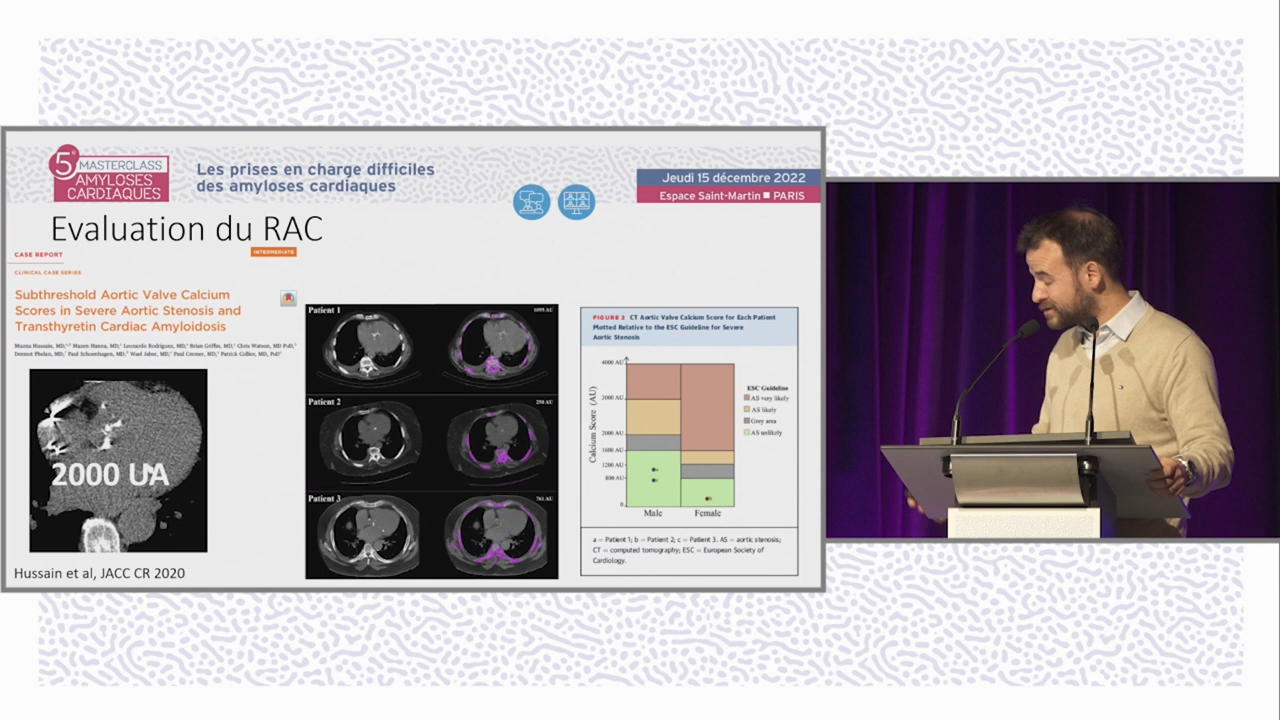 5e MASTERCLASS
AMYLOSES
CARDIAQUES
Les prises en charge difficiles
des amyloses cardiaques
Jeudi 15 décembre 2022
Espace Saint-Martin ■ PARIS
Evaluation du RAC
CASE REPORT
INTERMEDIATE
CLINICAL CASE SERIES
Subthreshold Aortic Valve Calcium
Scores in Severe Aortic Stenosis and
Transthyretin Cardiac Amyloidosis
2000 UA
Hussain et al, JACC CR 2020
Patient 1
Patient 2
Patient 3
FIGURE 2 CT Aortic Valve Calcium Score for Each Patient
Plotted Relative to the ESC Guideline for Severe
Aortic Stenosis
Calcium Score (AU)
4000 AU
2000 AU
2000 AU
1600 AU
1200 AU
800 AU
0
Male
Female
ESC Guideline
AS very likely
AS likely
Grey area
AS unlikely
a = Patient 1; b = Patient 2; c = Patient 3. AS = aortic stenosis;
CT = computed tomography; ESC = European Society of
Cardiology.